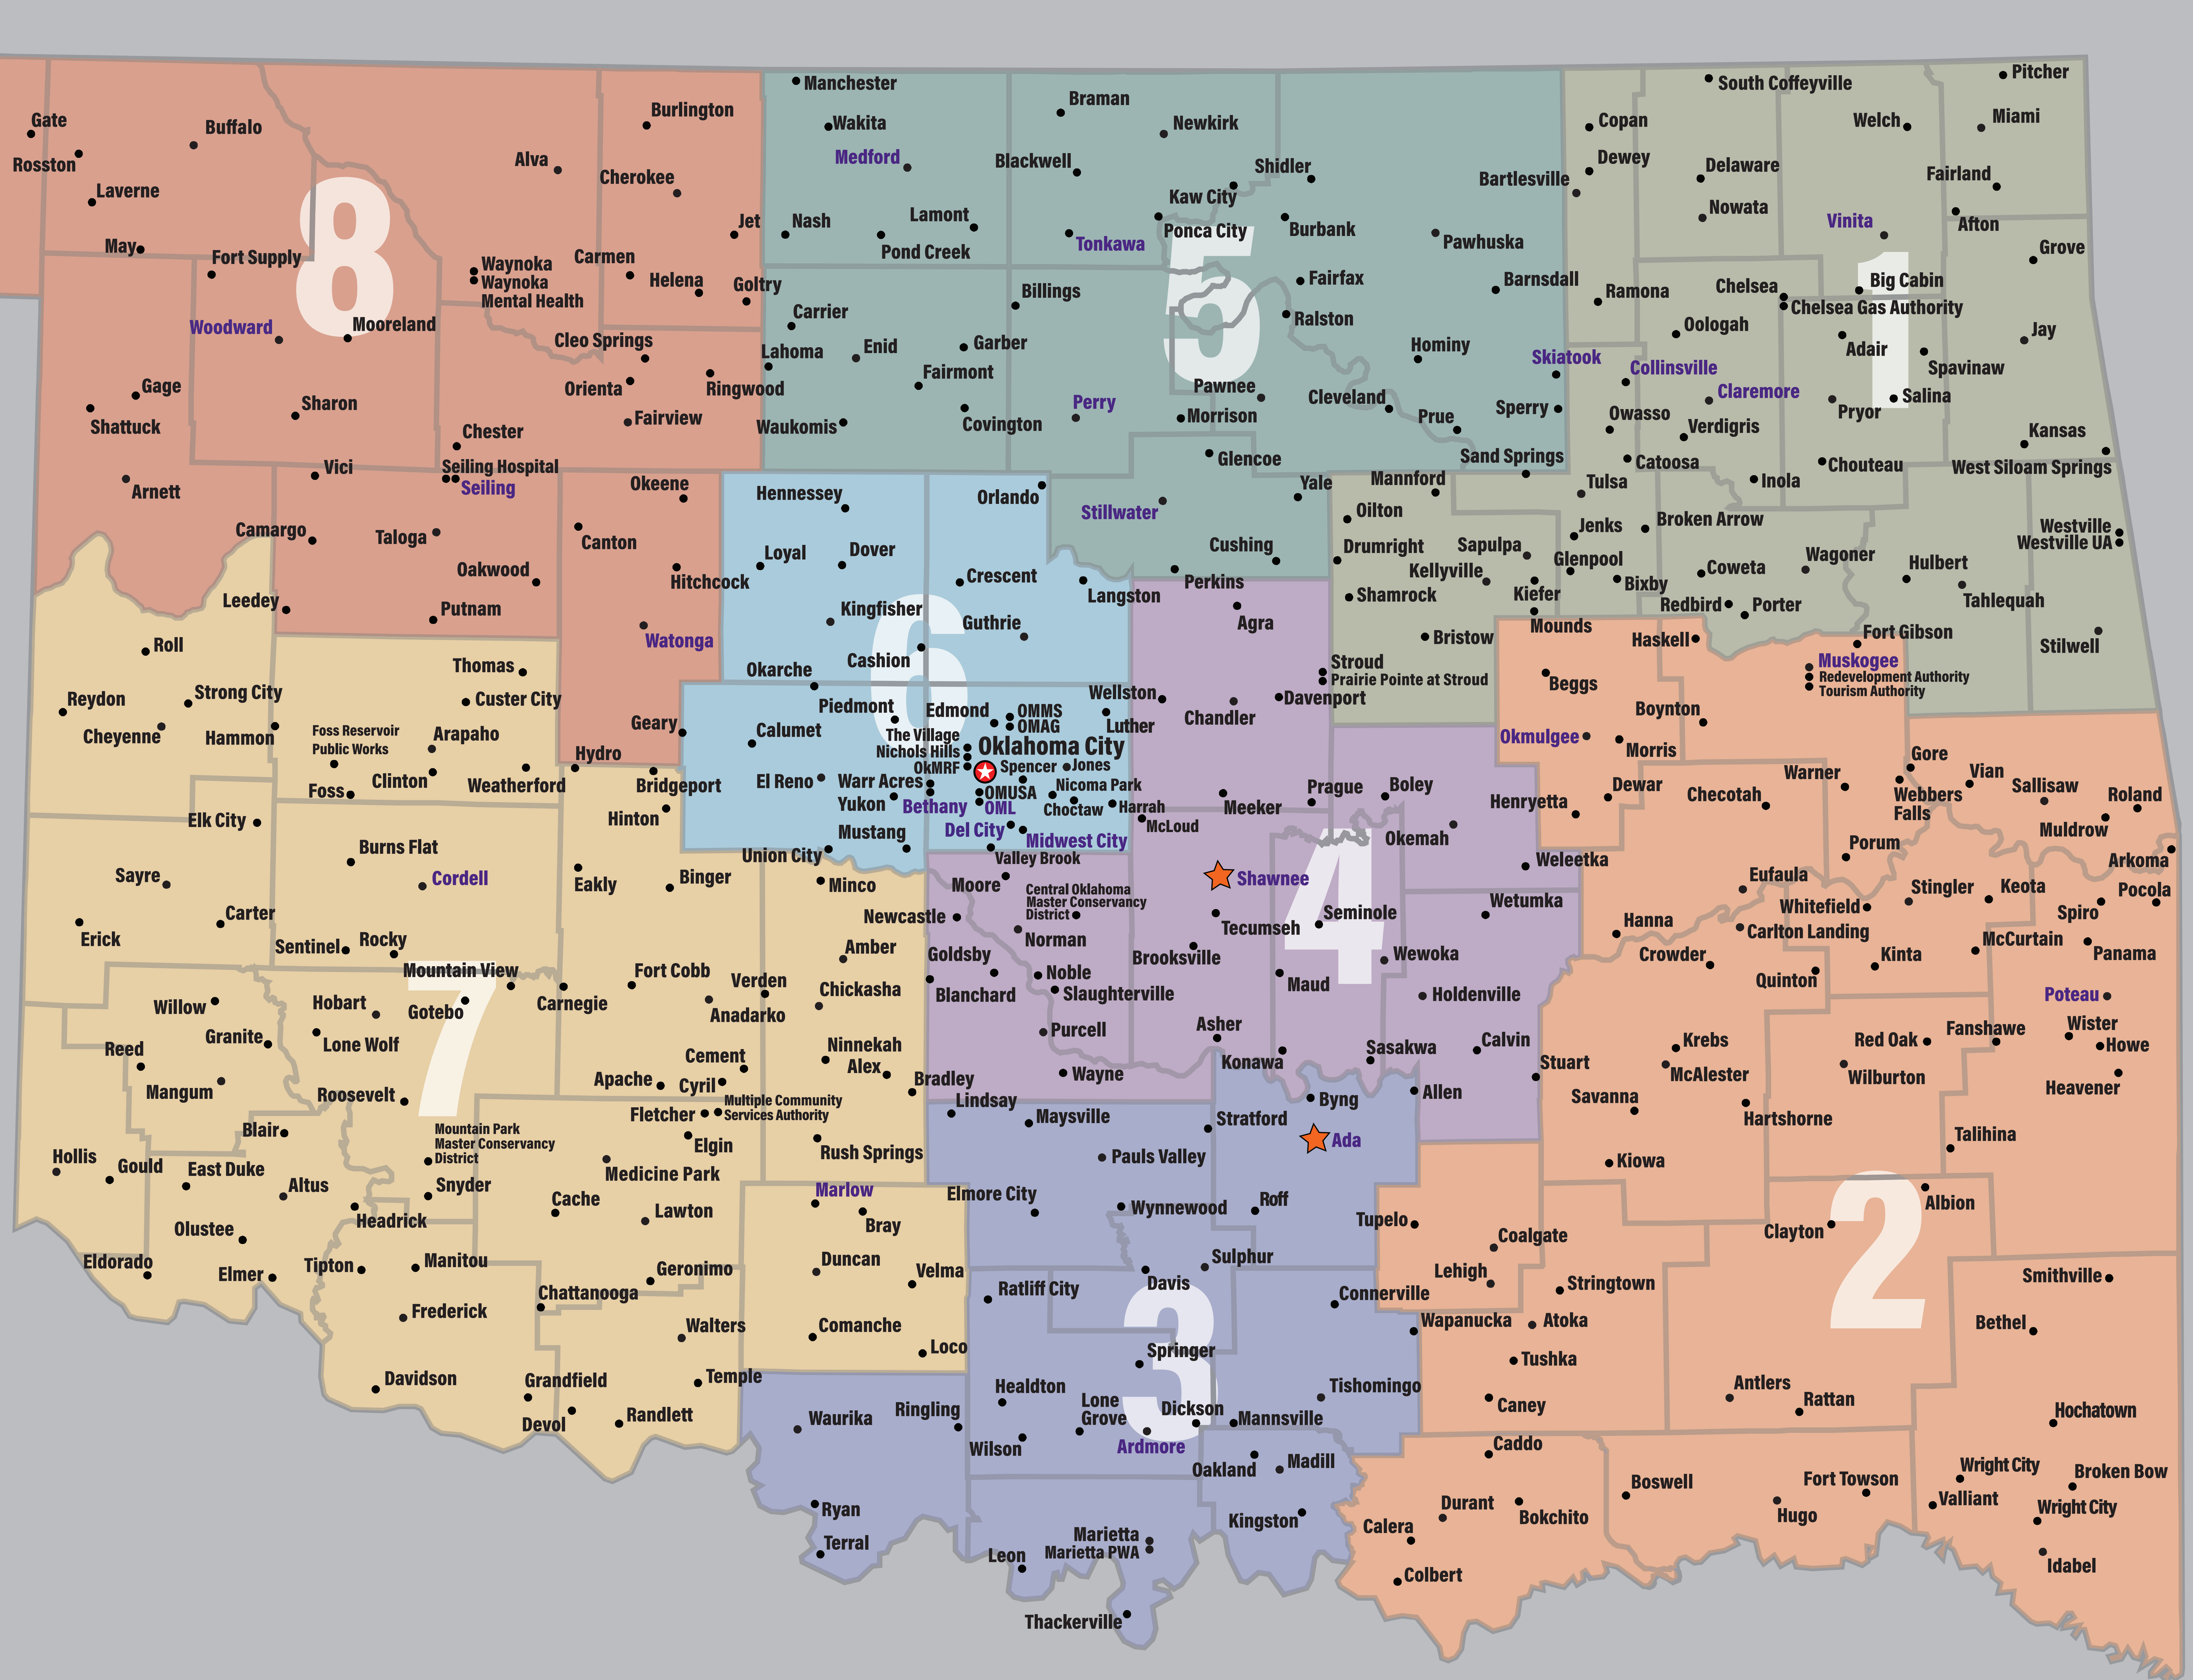 8
Gate
Rosston
Buffalo
Laverne
May
Fort Supply
Alva
Burlington
Cherokee
Jet
Waynoka
Waynoka
Mental Health
Carmen
Helena
Goltry
Woodward
Mooreland
Cleo Springs
Orienta
Ringwood
Fairview
Gage
Shattuck
Sharon
Chester
Arnett
Vici
Seiling Hospital
Seiling
Okeene
Camargo
Taloga
Canton
Oakwood
Hitchcock
Leedey
Putnam
Watonga
Geary
5
Manchester
Wakita
Medford
Braman
Newkirk
Blackwell
Shidler
Kaw City
Nash
Lamont
Pond Creek
Tonkawa
Ponca City
Burbank
Pawhuska
Bartlesville
Carrier
Billings
Fairfax
Barnsdall
Ralston
Lahoma
Enid
Garber
Fairmont
Hominy
Skiatook
Waukomis
Covington
Perry
Pawnee
Morrison
Cleveland
Prue
Sperry
Glencoe
Sand Springs
Stillwater
Yale
Cushing
Perkins
1
South Coffeyville
Pitcher
Copan
Welch
Miami
Dewey
Delaware
Fairland
Nowata
Vinita
Afton
Grove
Ramona
Chelsea
Big Cabin
Chelsea Gas Authority
Oologah
Adair
Jay
Collinsville
Spavinaw
Claremore
Salina
Owasso
Verdigris
Pryor
Kansas
Catoosa
Chouteau
West Siloam Springs
Mannford
Tulsa
Inola
Oilton
Jenks
Broken Arrow
Westville
Westville UA
Drumright
Sapulpa
Glenpool
Wagoner
Hulbert
Kellyville
Coweta
Shamrock
Kiefer
Bixby
Redbird
Porter
Tahlequah
Bristow
Mounds
Stilwell
Stroud
Prairie Pointe at Stroud
6
Hennessey
Orlando
Loyal
Dover
Crescent
Langston
Kingfisher
Guthrie
Cashion
Okarche
Piedmont
Edmond
OMMS
OMAG
Luther
Calumet
The Village
Nichols Hills
Oklahoma City
OkMRF
Spencer
Jones
El Reno
Warr Acres
Nicoma Park
OMUSA
Yukon
Bethany
OML
Choctaw
Harrah
Mustang
Del City
Midwest City
Union City
Valley Brook
4
Agra
Wellston
Chandler
Davenport
Meeker
Prague
Boley
McLoud
Okemah
Weleetka
Shawnee
Moore
Central Oklahoma
Master Conservancy
District
Newcastle
Norman
Tecumseh
Seminole
Wetumka
Goldsby
Brooksville
Wewoka
Noble
Blanchard
Slaughterville
Maud
Holdenville
Purcell
Asher
Konawa
Sasakwa
Calvin
Wayne
Allen
Stuart
2
Haskell
Fort Gibson
Muskogee
Redevelopment Authority
Tourism Authority
Beggs
Boynton
Okmulgee
Morris
Gore
Dewar
Warner
Vian
Henryetta
Checotah
Webbers
Falls
Sallisaw
Roland
Muldrow
Porum
Arkoma
Eufaula
Stingler
Keota
Pocola
Hanna
Whitefield
Spiro
Carlton Landing
Crowder
Kinta
McCurtain
Panama
Quinton
Poteau
Krebs
Red Oak
Fanshawe
Wister
Howe
McAlester
Wilburton
Heavener
Savanna
Hartshorne
Talihina
Kiowa
Albion
Tupelo
Coalgate
Clayton
Lehigh
Stringtown
Smithville
Wapanucka
Atoka
Bethel
Tushka
Caney
Antlers
Rattan
Hochatown
Caddo
Boswell
Fort Towson
Wright City
Broken Bow
Durant
Bokchito
Hugo
Valliant
Wright City
Calera
Idabel
Colbert
7
Roll
Thomas
Reydon
Strong City
Custer City
Cheyenne
Hammon
Foss Reservoir
Public Works
Arapaho
Clinton
Weatherford
Hydro
Bridgeport
Foss
Hinton
Elk City
Burns Flat
Sayre
Cordell
Eakly
Binger
Minco
Erick
Carter
Sentinel
Rocky
Amber
Mountain View
Fort Cobb
Verden
Willow
Hobart
Gotebo
Carnegie
Anadarko
Chickasha
Granite
Lone Wolf
Reed
Ninnekah
Cement
Alex
Mangum
Roosevelt
Apache
Cyril
Bradley
Fletcher
Multiple Community
Services Authority
Blair
Mountain Park
Master Conservancy
District
Elgin
Rush Springs
Hollis
Gould
East Duke
Medicine Park
Altus
Snyder
Cache
Marlow
Headrick
Lawton
Bray
Olustee
Eldorado
Elmer
Tipton
Manitou
Geronimo
Duncan
Velma
Chattanooga
Frederick
Walters
Comanche
Loco
Davidson
Grandfield
Temple
Devol
Randlett
3
Lindsay
Maysville
Stratford
Byng
Ada
Pauls Valley
Elmore City
Wynnewood
Roff
Sulphur
Davis
Ratliff City
Connerville
Springer
Healdton
Lone
Grove
Dickson
Mannsville
Tishomingo
Waurika
Ringling
Wilson
Ardmore
Oakland
Madill
Ryan
Terral
Kingston
Marietta
Marietta PWA
Leon
Thackerville